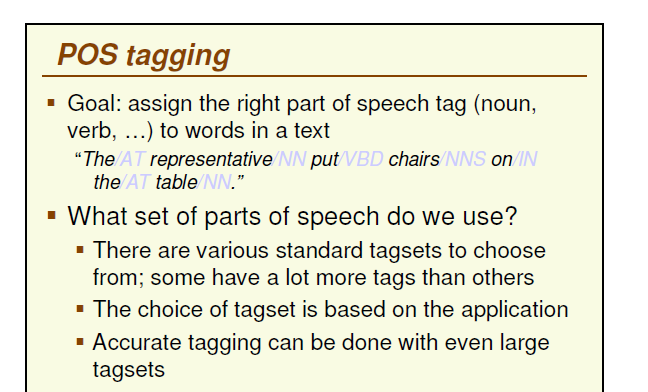 POS tagging
▪ Goal: assign the right part of speech tag (noun,
verb, …) to words in a text
“The/AT representative/NN put/VBD chairs/NNS on/IN
the/AT table/NN.”
▪ What set of parts of speech do we use?
▪ There are various standard tagsets to choose
from; some have a lot more tags than others
▪ The choice of tagset is based on the application
▪ Accurate tagging can be done with even large
tagsets